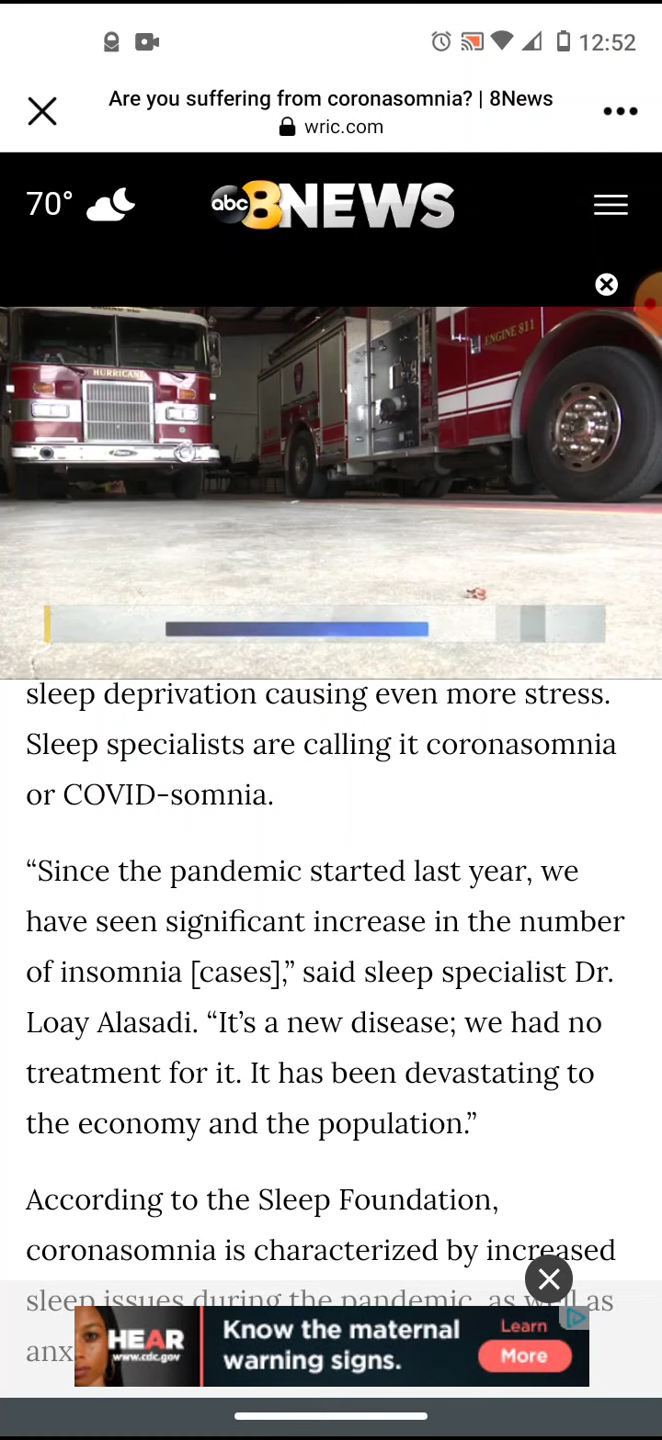 12:52
Are you suffering from coronasomnia? | 8News
wric.com
70°
abc 8NEWS
HURRICANE
ENGINE 811
sleep deprivation causing even more stress.
Sleep specialists are calling it coronasomnia
or COVID-somnia.
“Since the pandemic started last year, we
have seen significant increase in the number
of insomnia [cases],” said sleep specialist Dr.
Loay Alasadi. “It’s a new disease; we had no
treatment for it. It has been devastating to
the economy and the population.”
According to the Sleep Foundation,
coronasomnia is characterized by increased
sleep issues during the pandemic, as well as
anx
HEAR
www.cdc.gov
Know the maternal
warning signs.
Learn
More